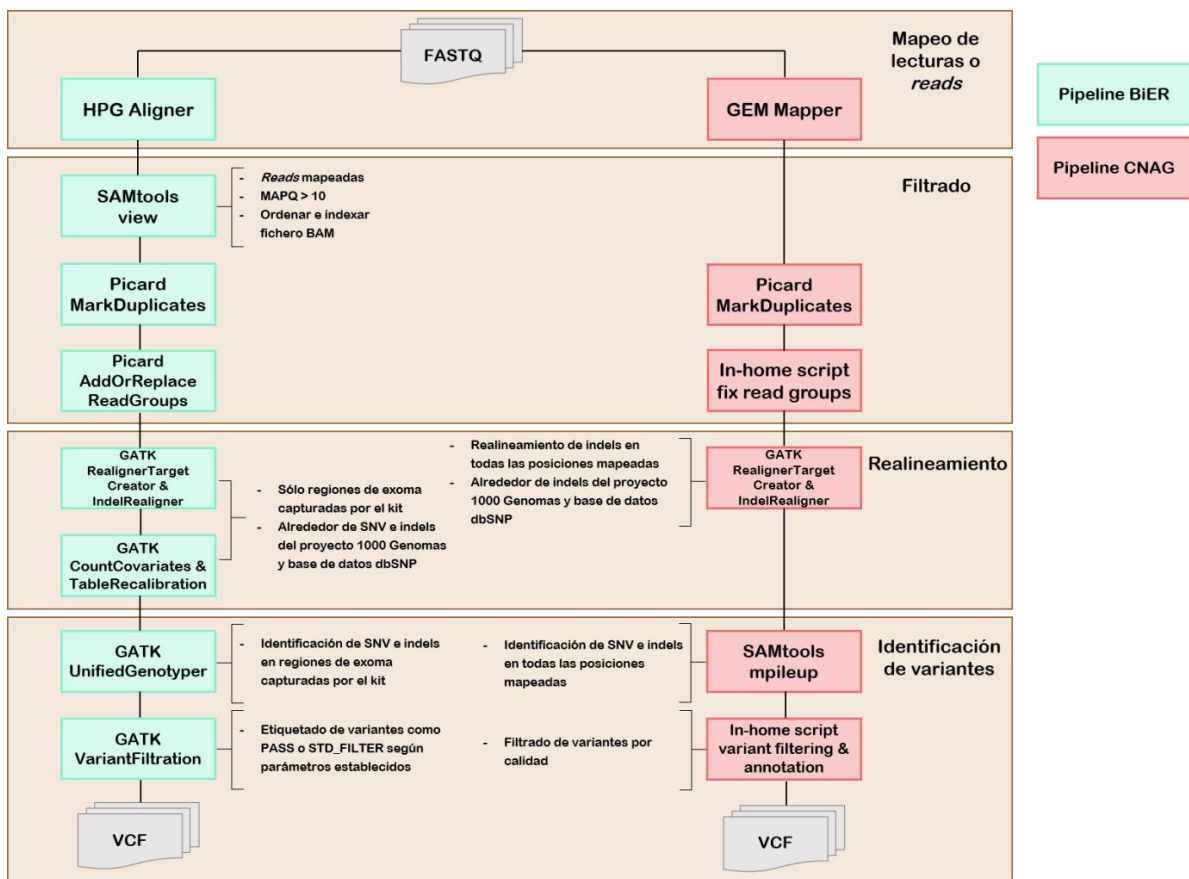 FASTQ
Mapeo de
lecturas o
reads
HPG Aligner
GEM Mapper
Pipeline BiER
Pipeline CNAG
SAMtools
view
- Reads mapeadas
- MAPQ > 10
- Ordenar e indexar
fichero BAM
Filtrado
Picard
MarkDuplicates
Picard
MarkDuplicates
Picard
AddOrReplace
ReadGroups
In-home script
fix read groups
GATK
RealignerTarget
Creator &
IndelRealigner
GATK
CountCovariates &
TableRecalibration
- Sólo regiones de exoma
capturadas por el kit
- Alrededor de SNV e indels
del proyecto 1000 Genomas
y base de datos dbSNP
- Realineamiento de indels en
todas las posiciones mapeadas
- Alrededor de indels del proyecto
1000 Genomas y base de datos
dbSNP
GATK
RealignerTarget
Creator &
IndelRealigner
Realineamiento
GATK
UnifiedGenotyper
- Identificación de SNV e indels
en regiones de exoma
capturadas por el kit
- Identificación de SNV e indels
en todas las posiciones
mapeadas
SAMtools
mpileup
Identificación
de variantes
GATK
VariantFiltration
- Etiquetado de variantes como
PASS o STD_FILTER según
parámetros establecidos
- Filtrado de variantes por
calidad
In-home script
variant filtering &
annotation
VCF
VCF